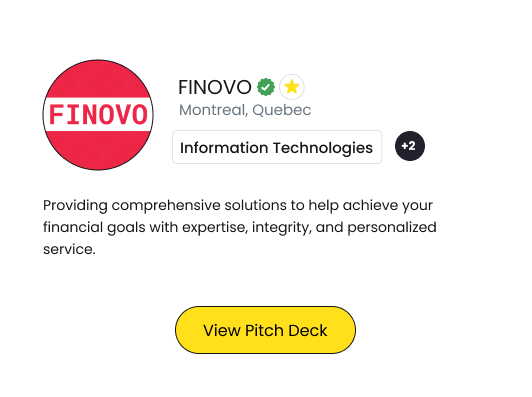 FINOVO
FINOVO
Montreal, Quebec
Information Technologies
+2
Providing comprehensive solutions to help achieve your
financial goals with expertise, integrity, and personalized
service.
View Pitch Deck